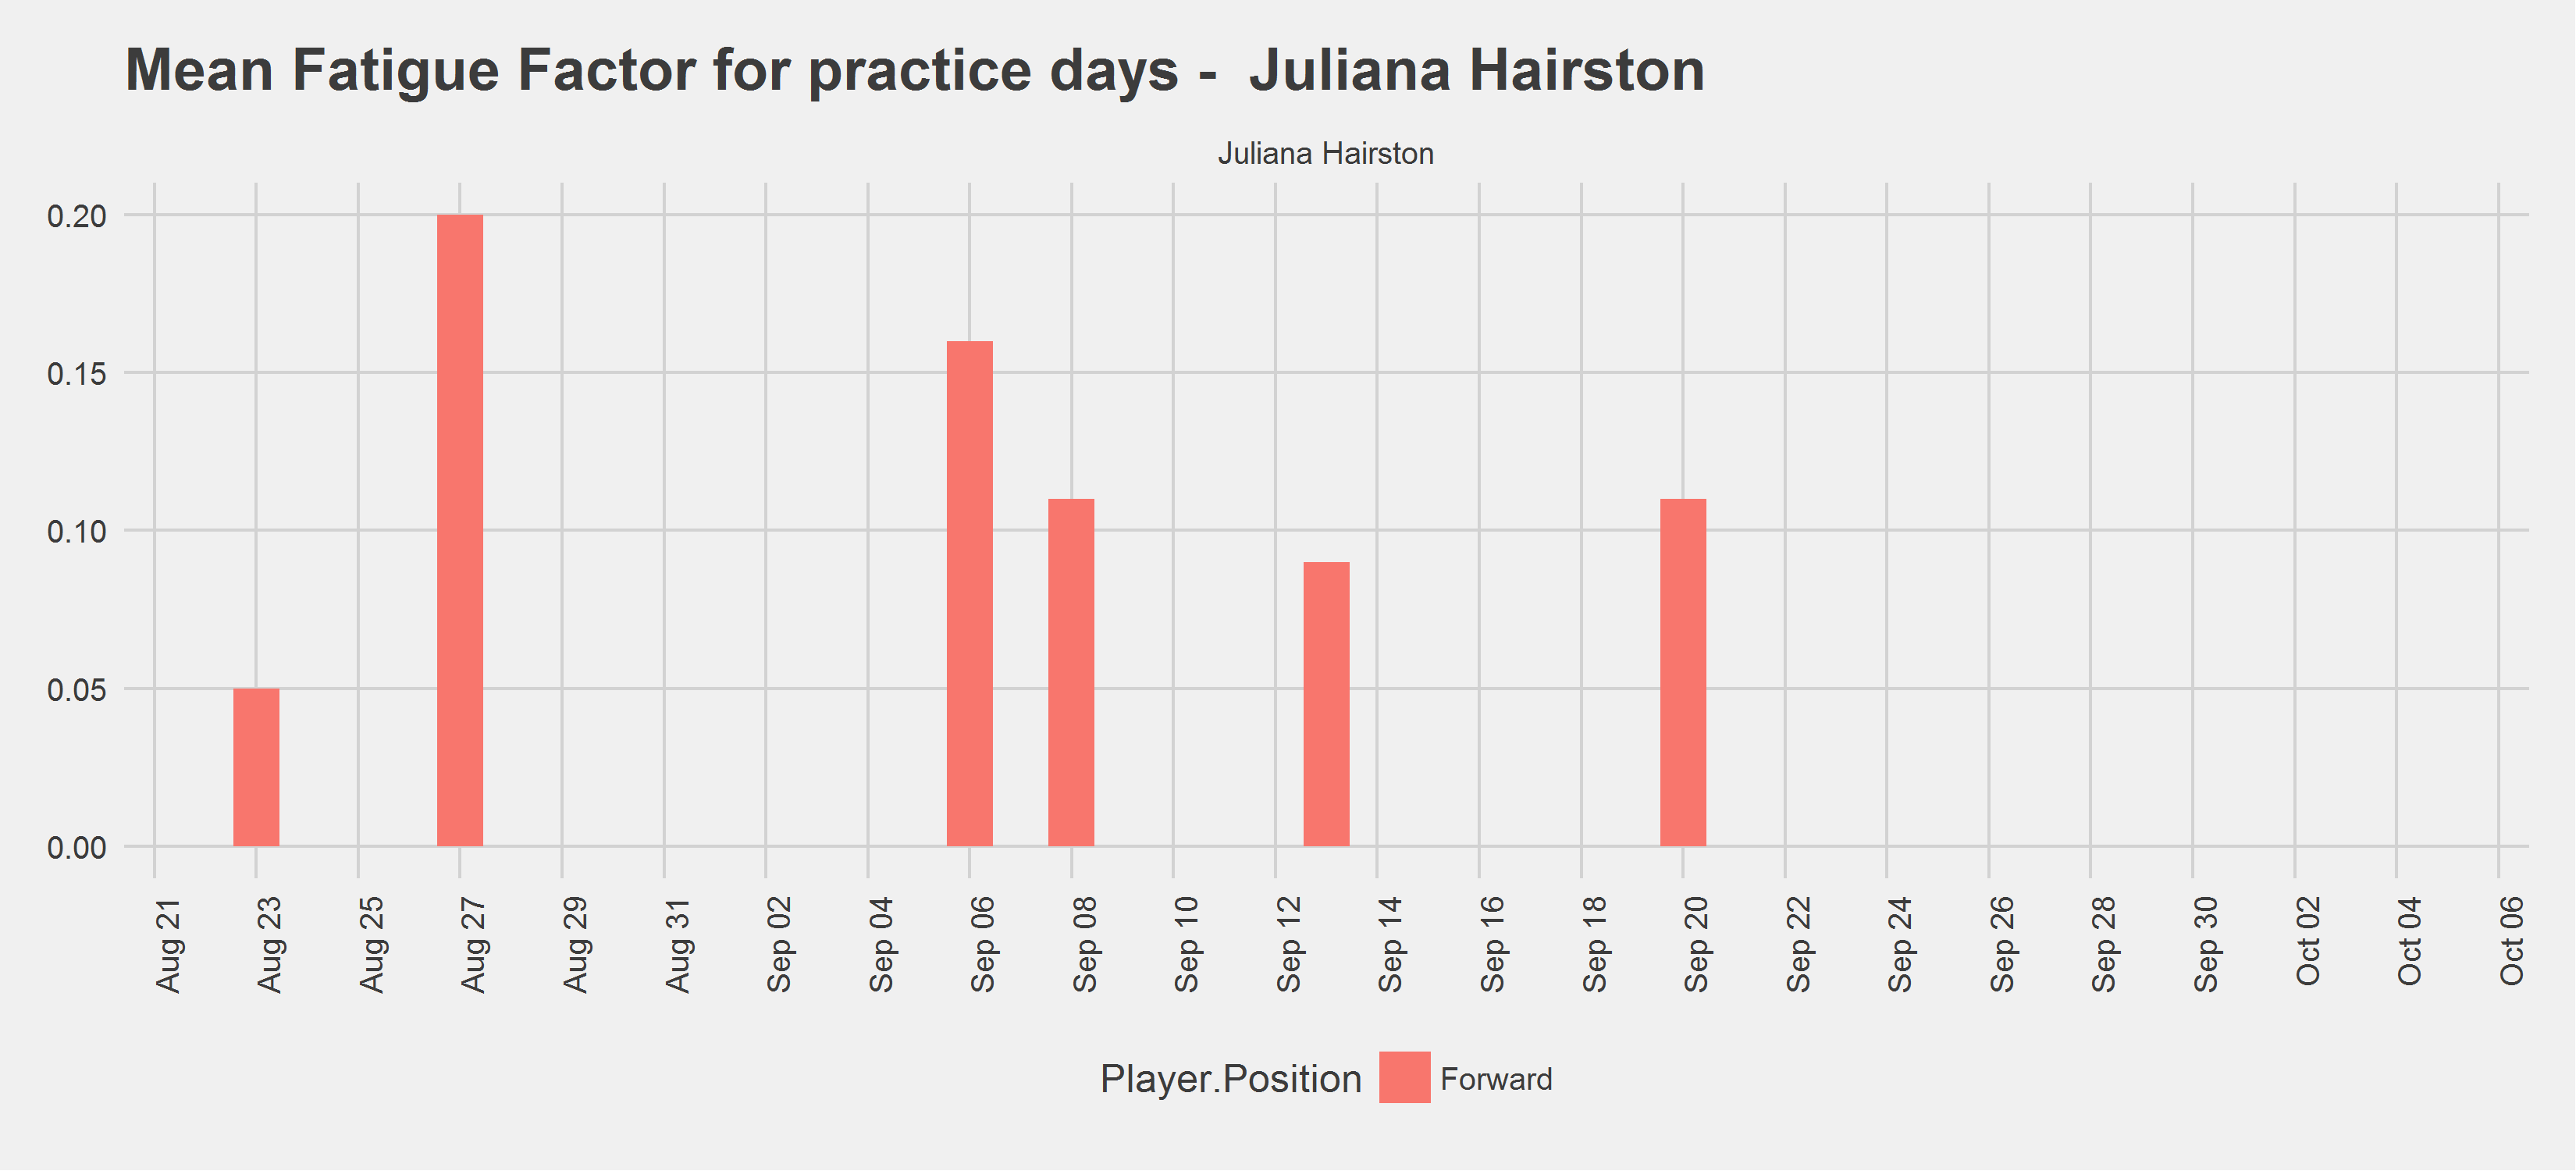 Mean Fatigue Factor for practice days -  Juliana Hairston
Juliana Hairston
0.20
0.15
0.10
0.05
0.00
Aug 21
Aug 23
Aug 25
Aug 27
Aug 29
Aug 31
Sep 02
Sep 04
Sep 06
Sep 08
Sep 10
Sep 12
Sep 14
Sep 16
Sep 18
Sep 20
Sep 22
Sep 24
Sep 26
Sep 28
Sep 30
Oct 02
Oct 04
Oct 06
Player.Position Forward